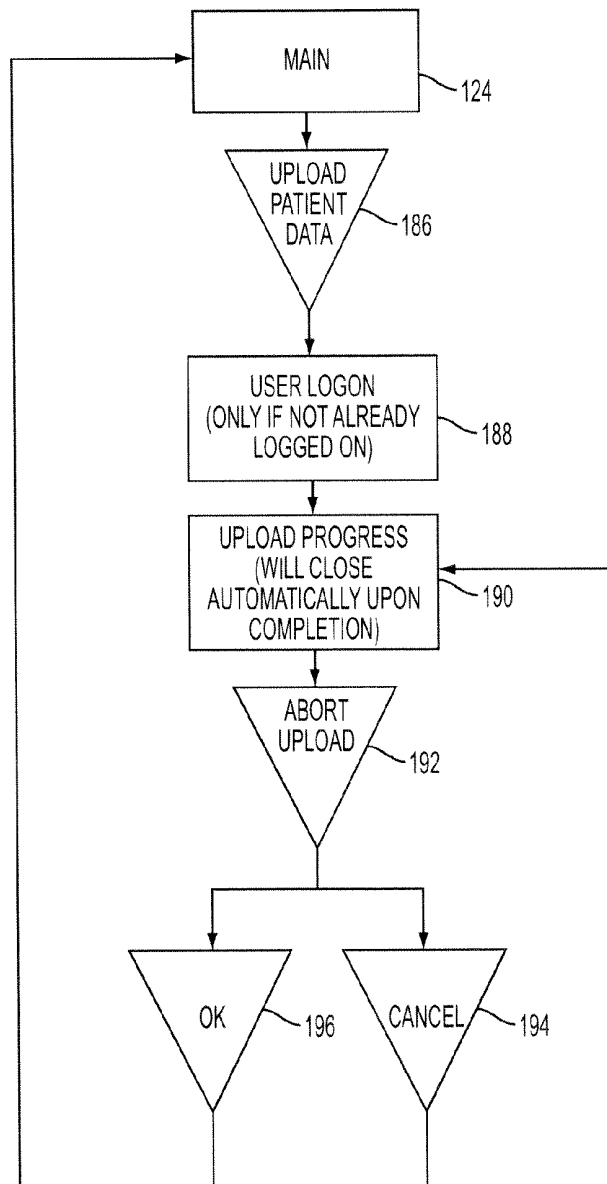 MAIN
124
UPLOAD
PATIENT
DATA
186
USER LOGON
(ONLY IF NOT ALREADY
LOGGED ON)
188
UPLOAD PROGRESS
(WILL CLOSE
AUTOMATICALLY UPON
COMPLETION)
190
ABORT
UPLOAD
192
OK
196
CANCEL
194